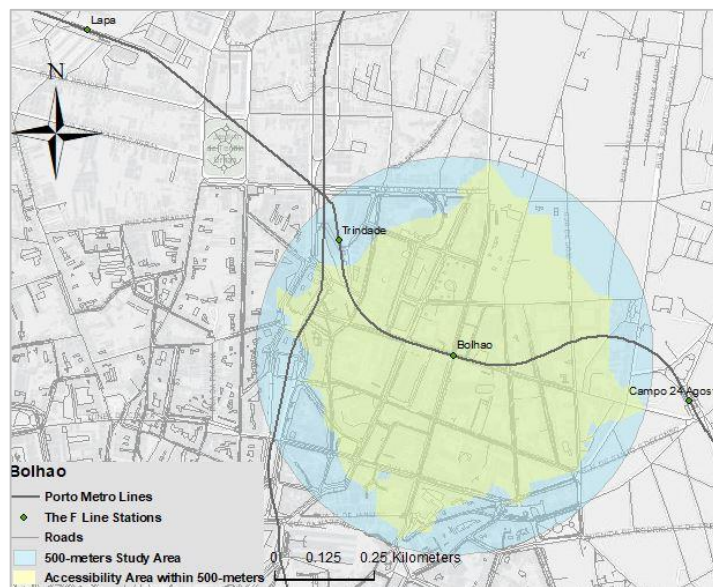 Lapa
N
Trindade
Bolhao
Campo 24 Agost
Bolhao
Porto Metro Lines
The F Line Stations
Roads
500-meters Study Area
Accessibility Area within 500-meters
0 0.125 0.25 Kilometers